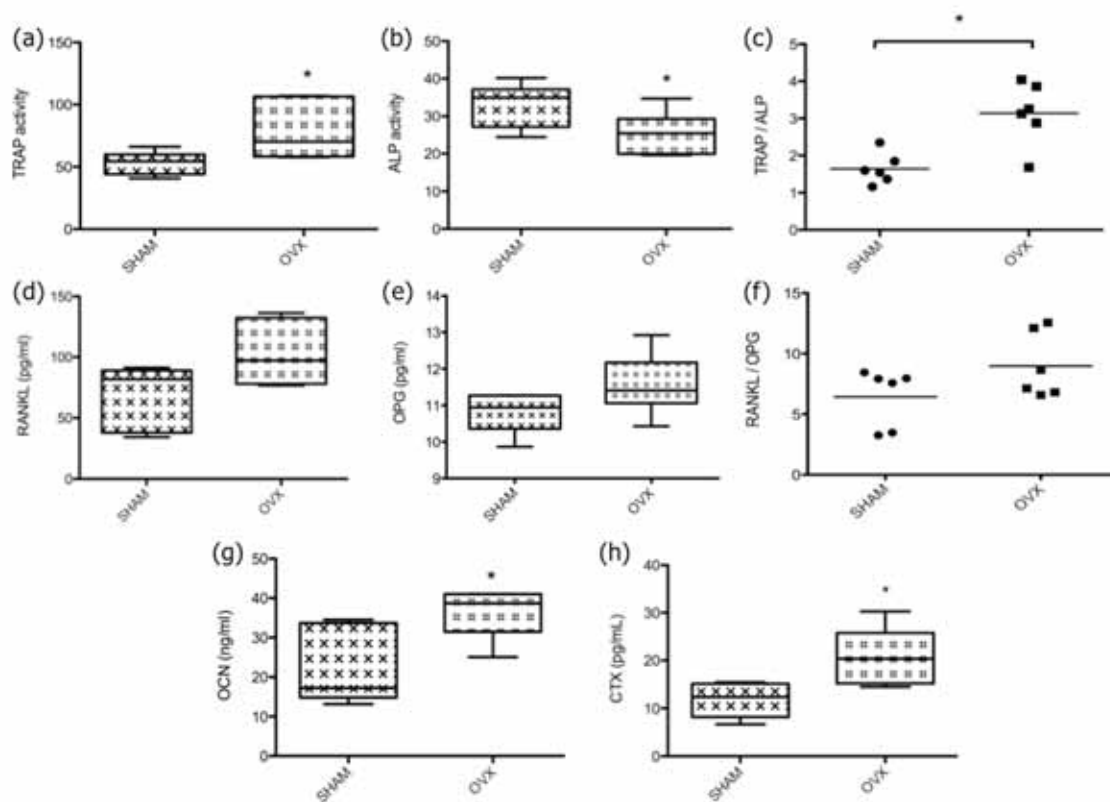 (a)
TRAP activity
150
100
50
0
*
SHAM
OVX
(b)
ALP activity
50
40
30
20
10
0
*
SHAM
OVX
(c)
TRAP / ALP
5
4
3
2
1
0
*
SHAM
OVX
(d)
RANKL (pg/ml)
150
100
50
0
SHAM
OVX
(e)
OPG (pg/ml)
14
13
12
11
10
9
SHAM
OVX
(f)
RANKL / OPG
15
10
5
0
SHAM
OVX
(g)
OCN (ng/ml)
50
40
30
20
10
0
*
SHAM
OVX
(h)
CTX (pg/mL)
40
30
20
10
0
*
SHAM
OVX